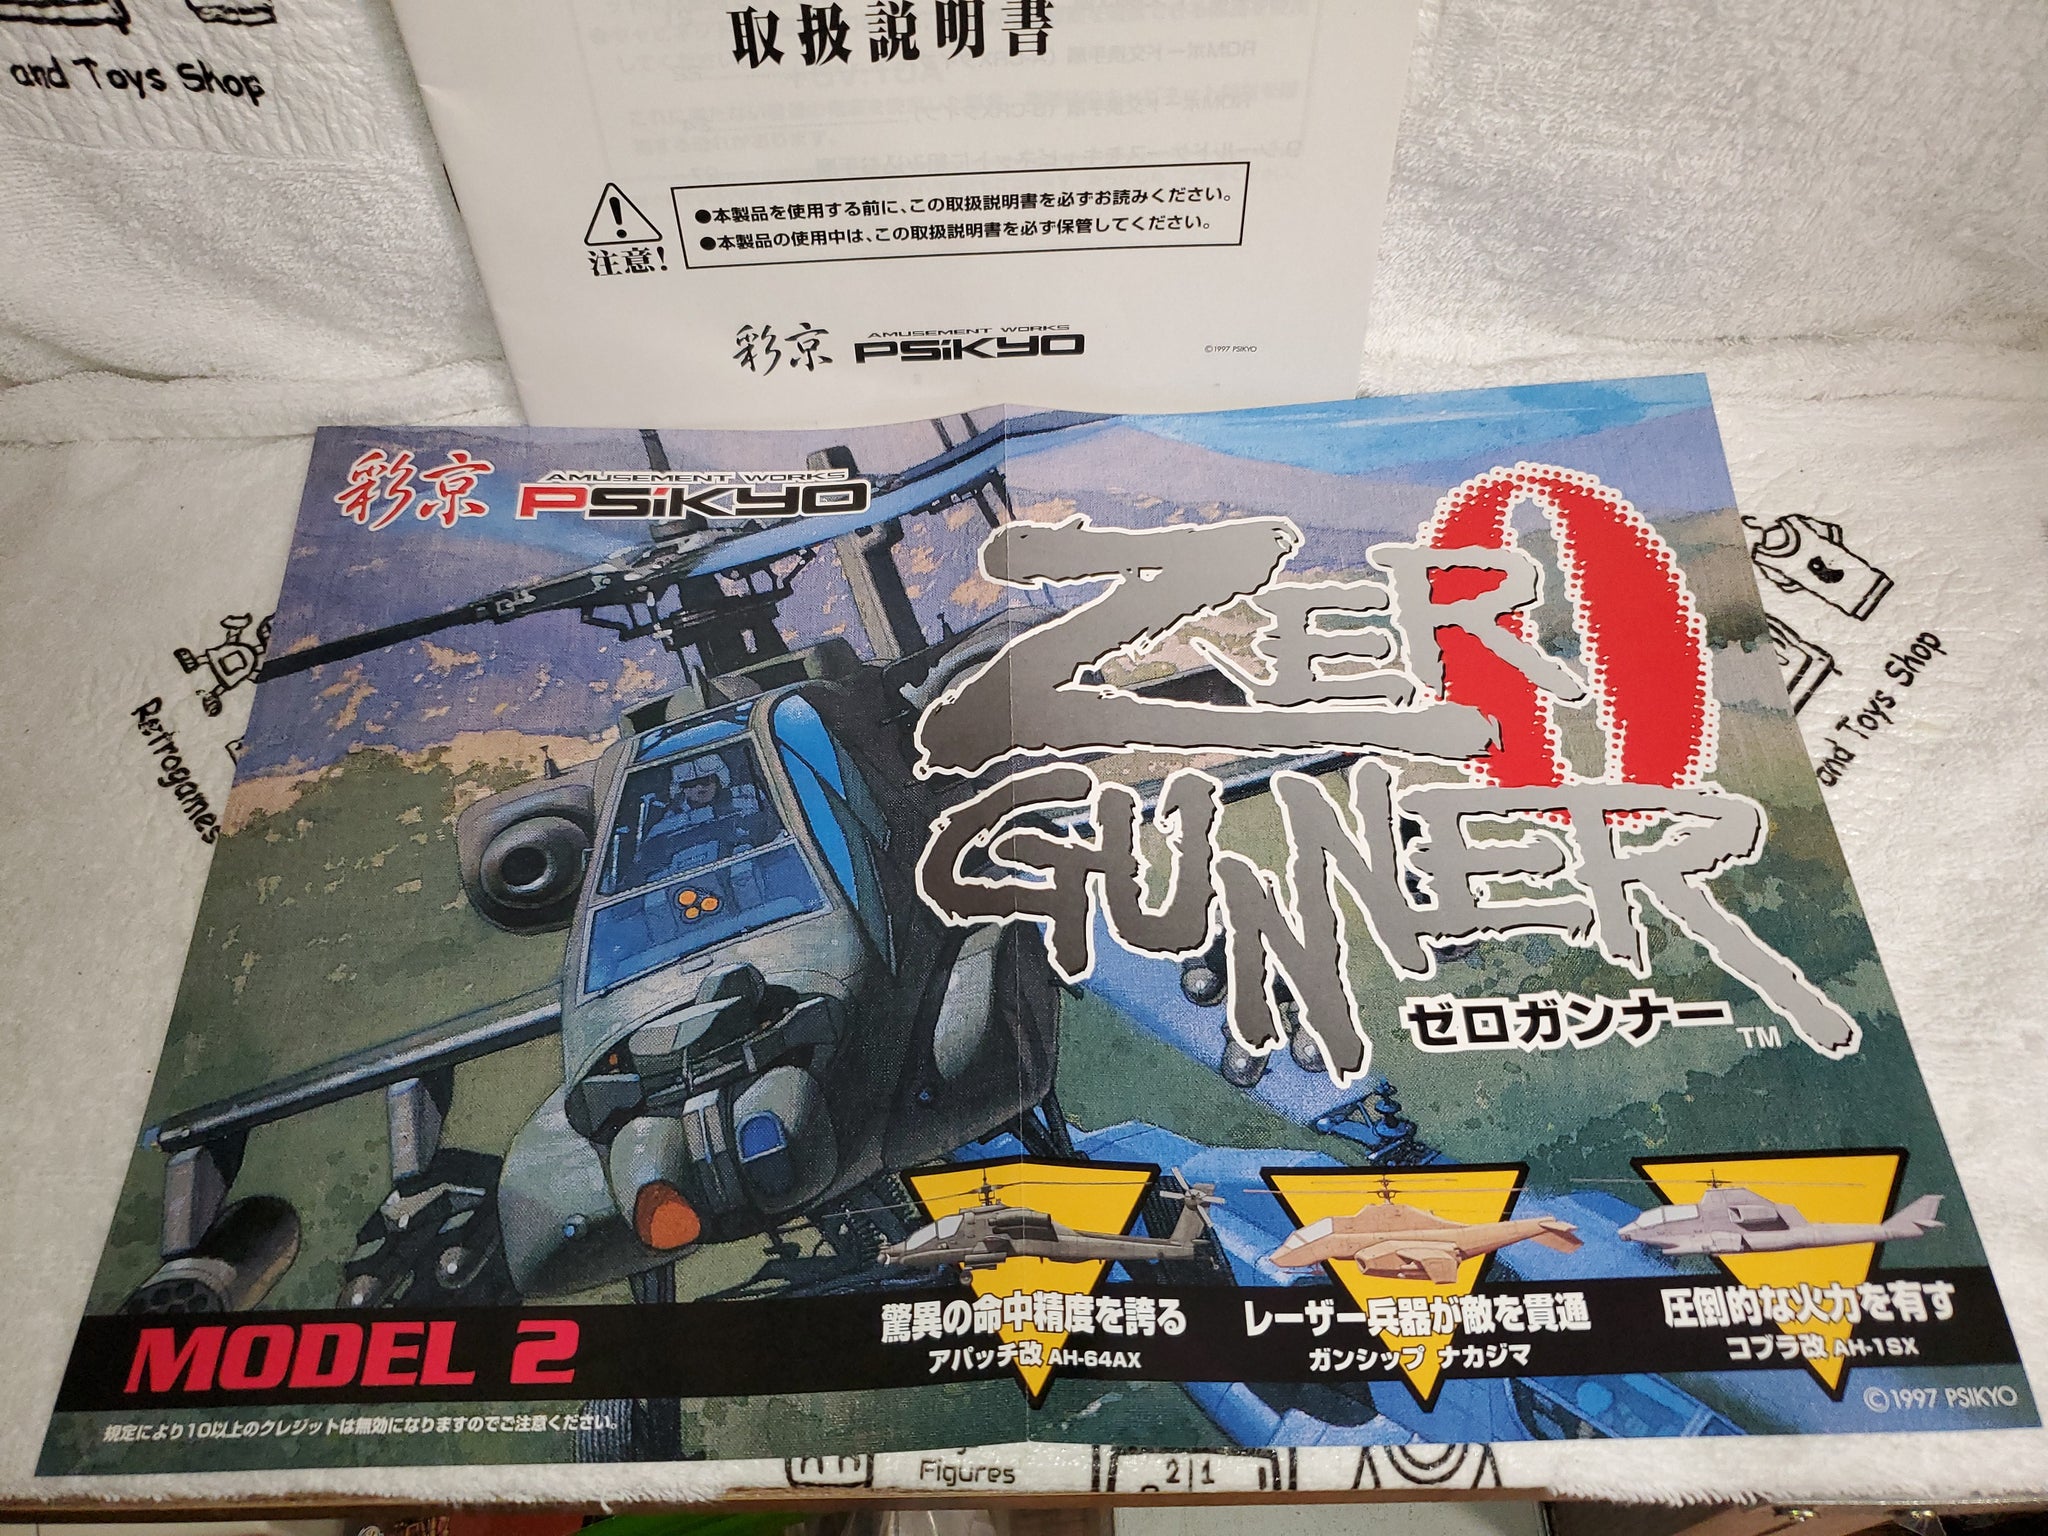 and Toys Shop
取扱説明書
●本製品を使用する前に、この取扱説明書を必ずお読みください。
●本製品の使用中は、この取扱説明書を必ず保管してください。
注意!
彩京 AMUSEMENT WORKS
PSiKYO
©1997 PSIKYO
彩京 AMUSEMENT WORKS
PSiKYO
ZERO
GUNNER
ゼロガンナー TM
Retrogames
and Toys Shop
驚異の命中精度を誇る
アパッチ改 AH-64AX
レーザー兵器が敵を貫通
ガンシップ ナカジマ
圧倒的な火力を有す
コブラ改 AH-1SX
MODEL 2
規定により10以上のクレジットは無効になりますのでご注意ください。
©1997 PSIKYO
Figures
2 1